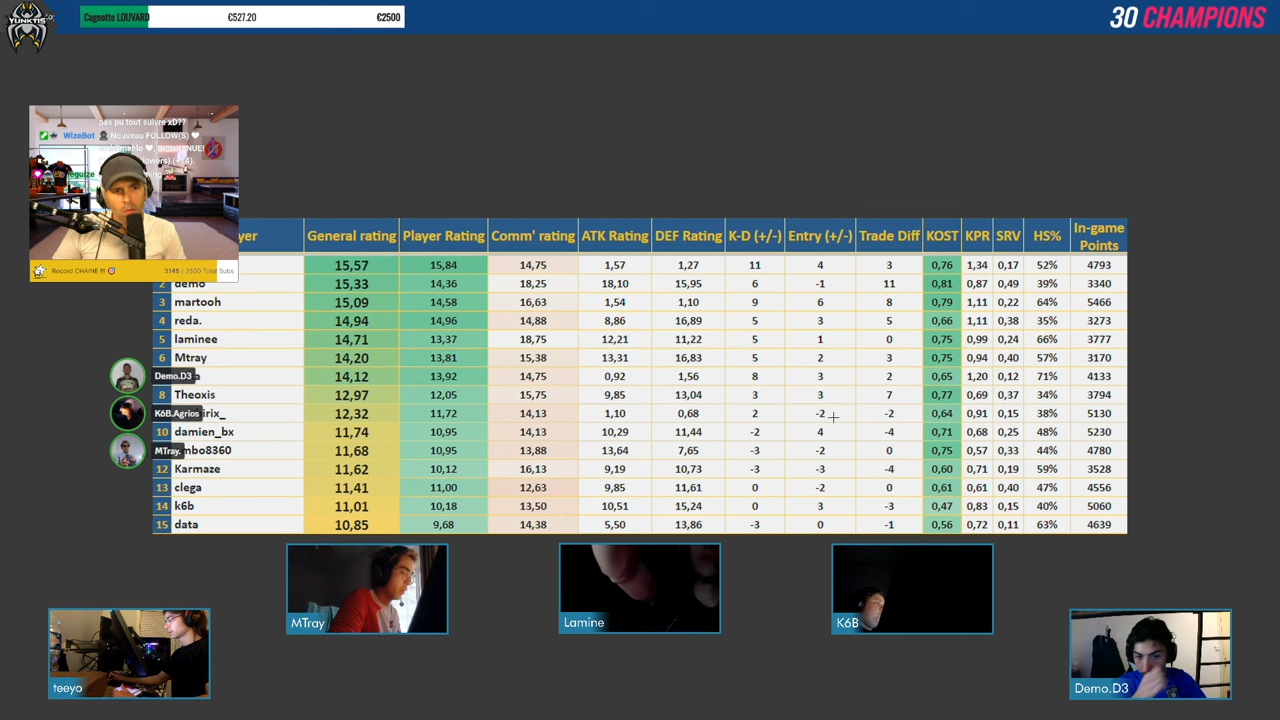 YUNKTIS
Cagnotte LOUVARD €527.20 €2500
30 CHAMPIONS
pas pu tout suivre xD??
WizeBot Nouveau FOLLOW(S)
Record CHAINE !!! 3145 / 3500 Total Subs
yer General rating Player Rating Comm' rating ATK Rating DEF Rating K-D (+/-) Entry (+/-) Trade Diff KOST KPR SRV HS% In-game Points
15,57 15,84 14,75 1,57 1,27 11 4 3 0,76 1,34 0,17 52% 4793
2 demo 15,33 14,36 18,25 18,10 15,95 6 -1 11 0,81 0,87 0,49 39% 3340
3 martooh 15,09 14,58 16,63 1,54 1,10 9 6 8 0,79 1,11 0,22 64% 5466
4 reda. 14,94 14,96 14,88 8,86 16,89 5 3 5 0,66 1,11 0,38 35% 3273
5 laminee 14,71 13,37 18,75 12,21 11,22 5 1 0 0,75 0,99 0,24 66% 3777
6 Mtray 14,20 13,81 15,38 13,31 16,83 5 2 3 0,75 0,94 0,40 57% 3170
Demo.D3 14,12 13,92 14,75 0,92 1,56 8 3 2 0,65 1,20 0,12 71% 4133
8 Theoxis 12,97 12,05 15,75 9,85 13,04 3 3 7 0,77 0,69 0,37 34% 3794
K6B.Agrios irix_ 12,32 11,72 14,13 1,10 0,68 2 -2 -2 0,64 0,91 0,15 38% 5130
10 damien_bx 11,74 10,95 14,13 10,29 11,44 -2 4 -4 0,71 0,68 0,25 48% 5230
MTray. mbo8360 11,68 10,95 13,88 13,64 7,65 -3 -2 0 0,75 0,57 0,33 44% 4780
12 Karmaze 11,62 10,12 16,13 9,19 10,73 -3 -3 -4 0,60 0,71 0,19 59% 3528
13 clega 11,41 11,00 12,63 9,85 11,61 0 -2 0 0,61 0,61 0,40 47% 4556
14 k6b 11,01 10,18 13,50 10,51 15,24 0 3 -3 0,47 0,83 0,15 40% 5060
15 data 10,85 9,68 14,38 5,50 13,86 -3 0 -1 0,56 0,72 0,11 63% 4639
MTray
Lamine
K6B
teeyo
Demo.D3